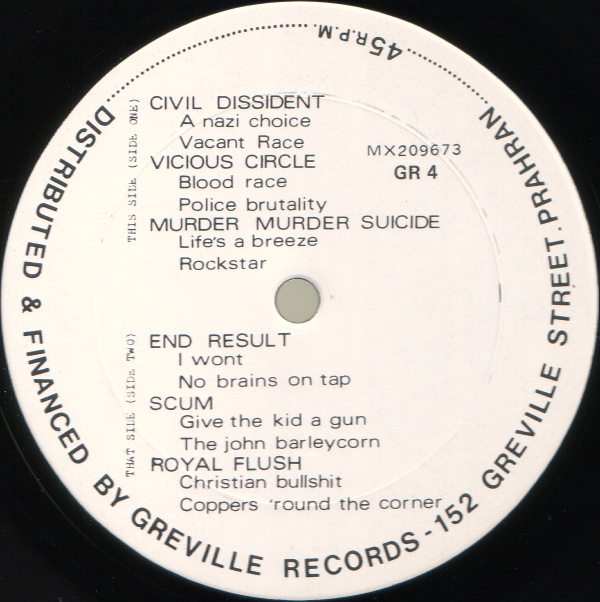 45 R.P.M.
THIS SIDE (SIDE ONE)
CIVIL DISSIDENT
A nazi choice
Vacant Race
VICIOUS CIRCLE
Blood race
Police brutality
MURDER MURDER SUICIDE
Life's a breeze
Rockstar
MX209673
GR 4
THAT SIDE (SIDE TWO)
END RESULT
I wont
No brains on tap
SCUM
Give the kid a gun
The john barleycorn
ROYAL FLUSH
Christian bullshit
Coppers 'round the corner
DISTRIBUTED & FINANCED BY GREVILLE RECORDS - 152 GREVILLE STREET. PRAHRAN